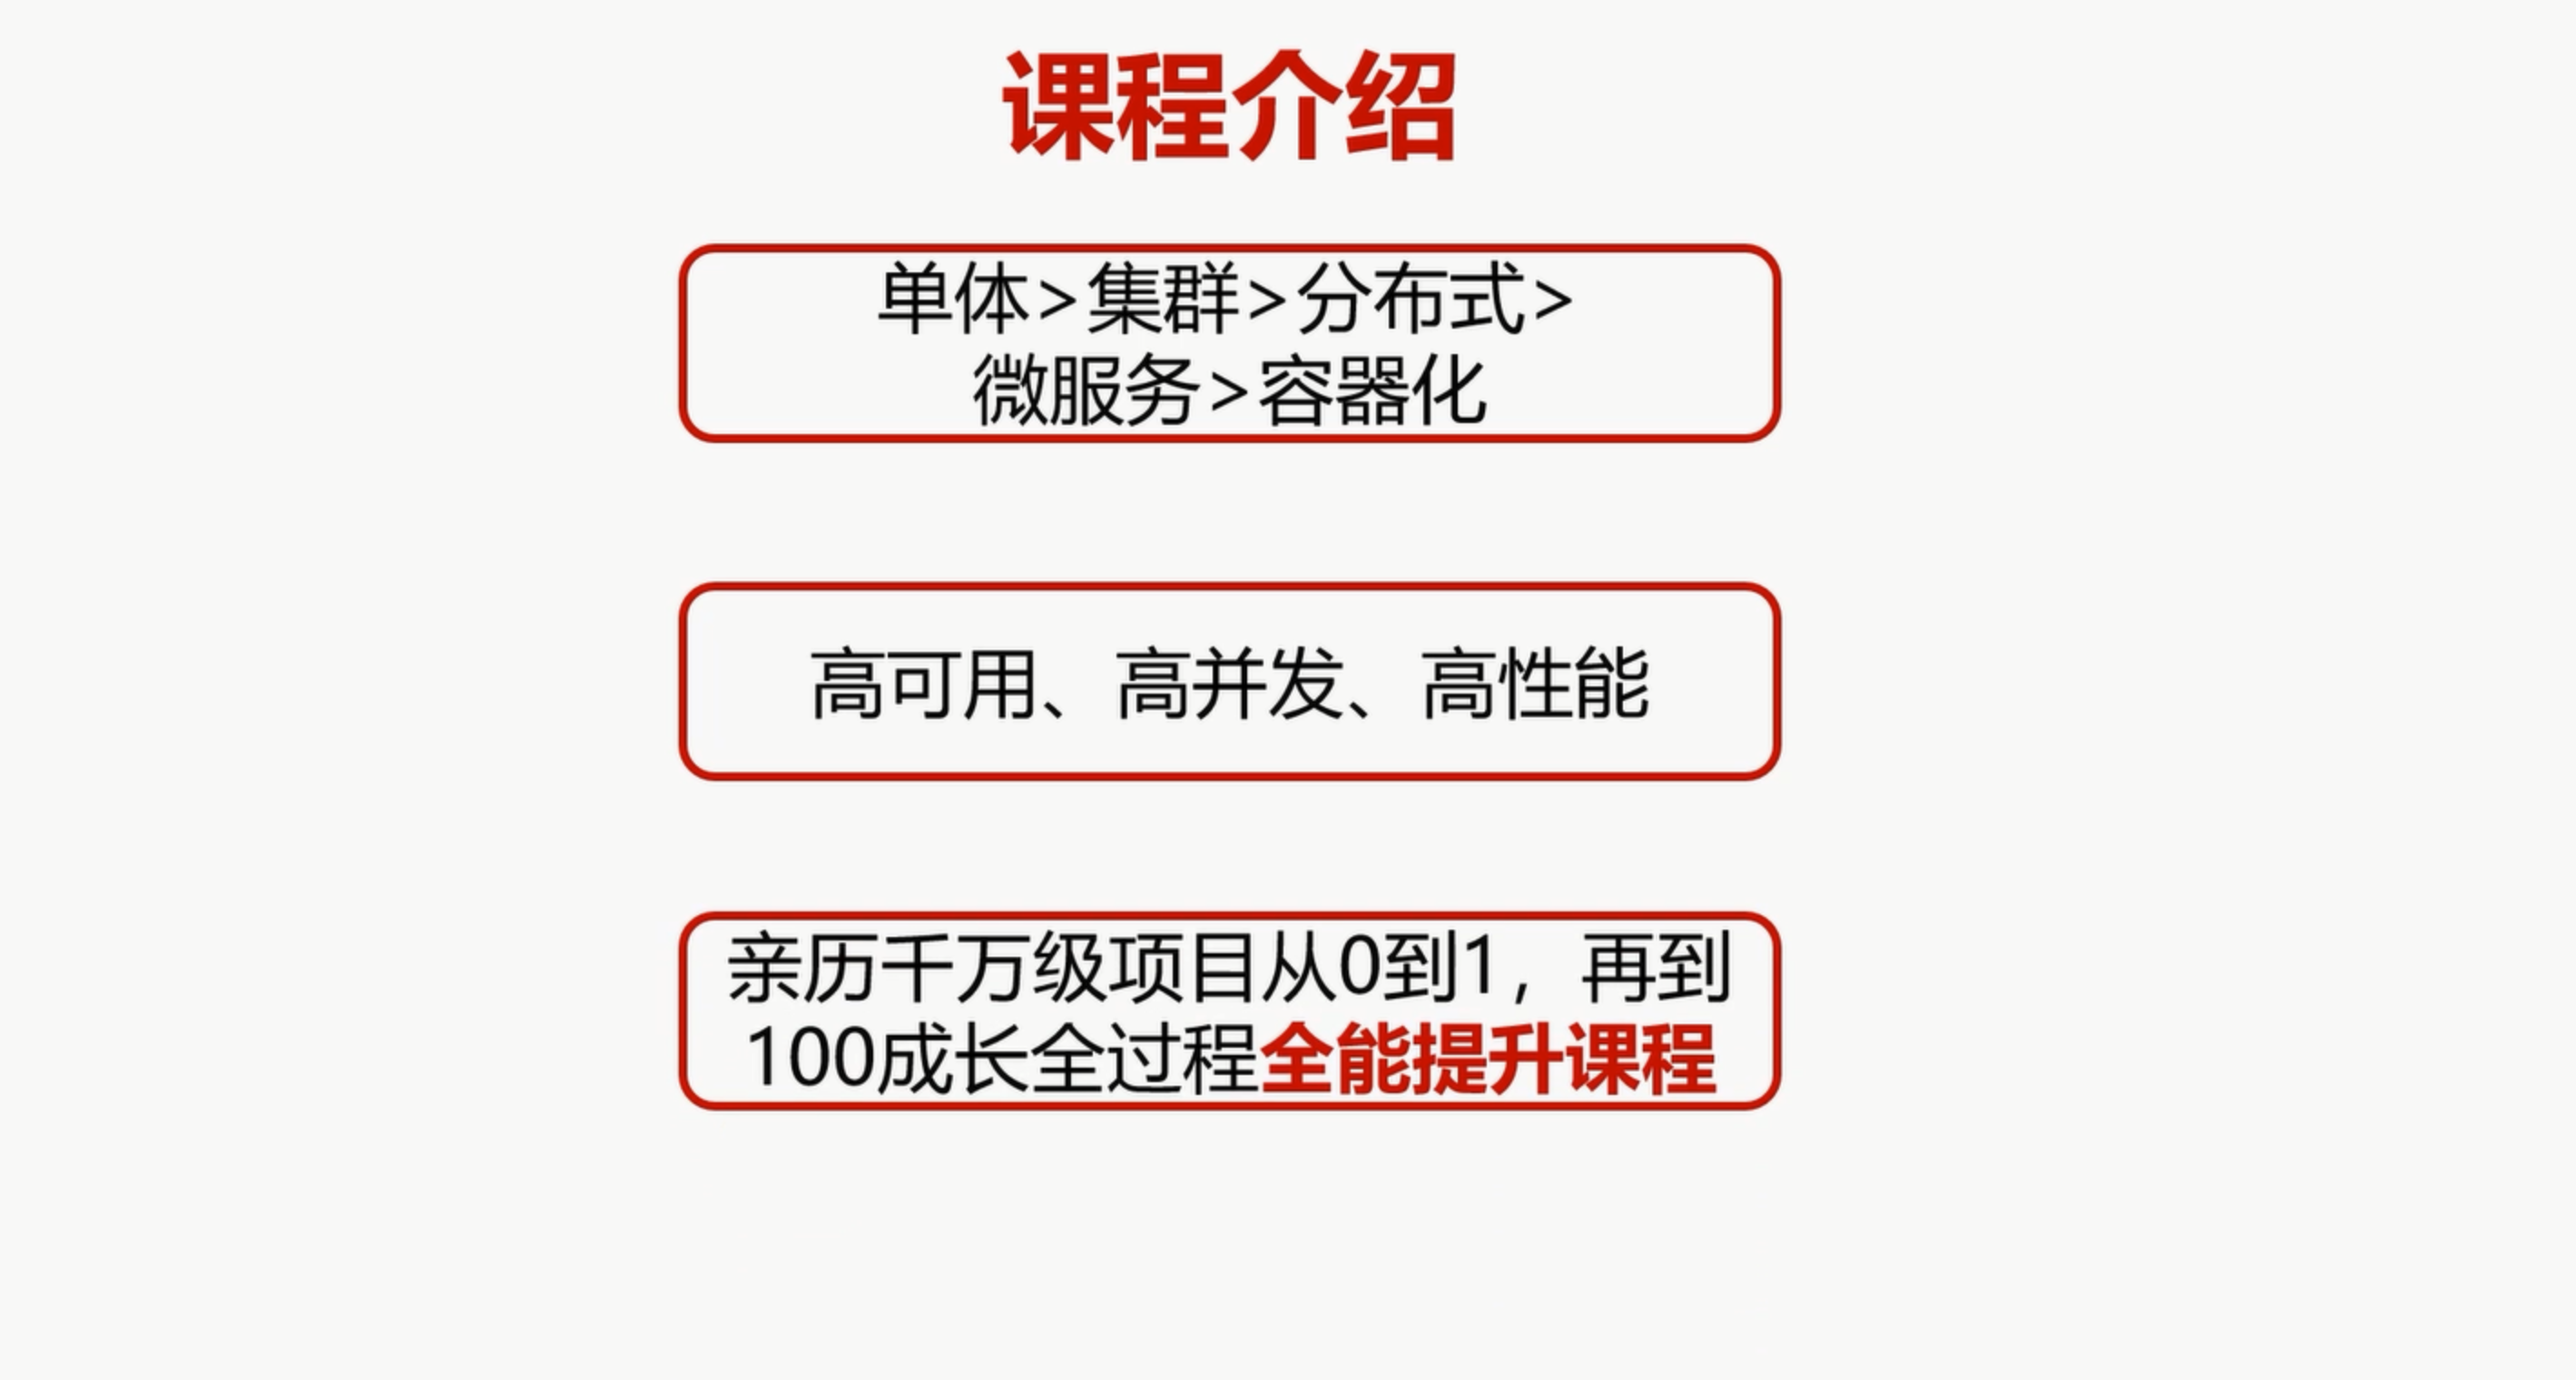 课程介绍
单体>集群>分布式>
微服务>容器化
高可用、高并发、高性能
亲历千万级项目从0到1，再到
100成长全过程全能提升课程